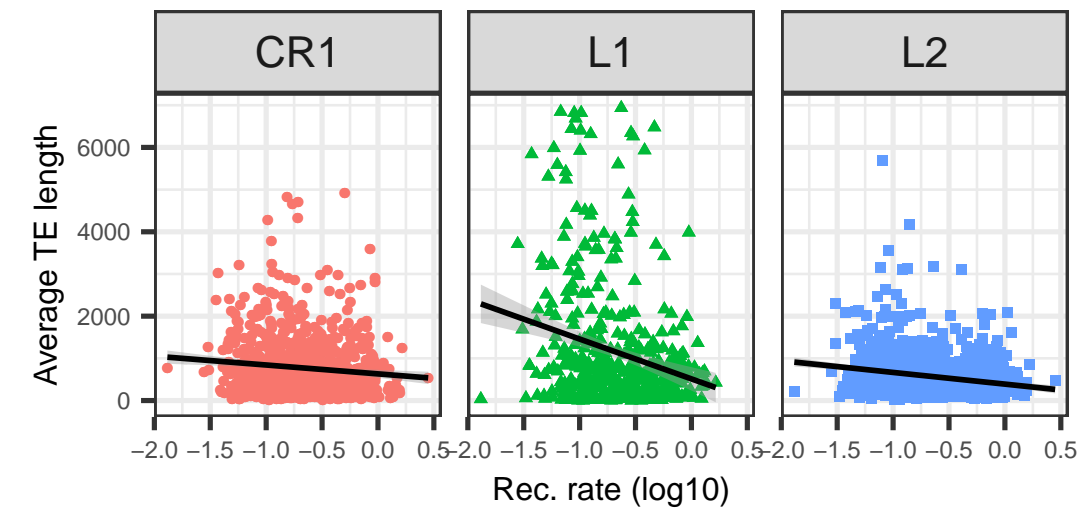 CR1 L1 L2
Average TE length
6000
4000
2000
0
−2.0 −1.5 −1.0 −0.5 0.0 0.5 −2.0 −1.5 −1.0 −0.5 0.0 0.5 −2.0 −1.5 −1.0 −0.5 0.0 0.5
Rec. rate (log10)